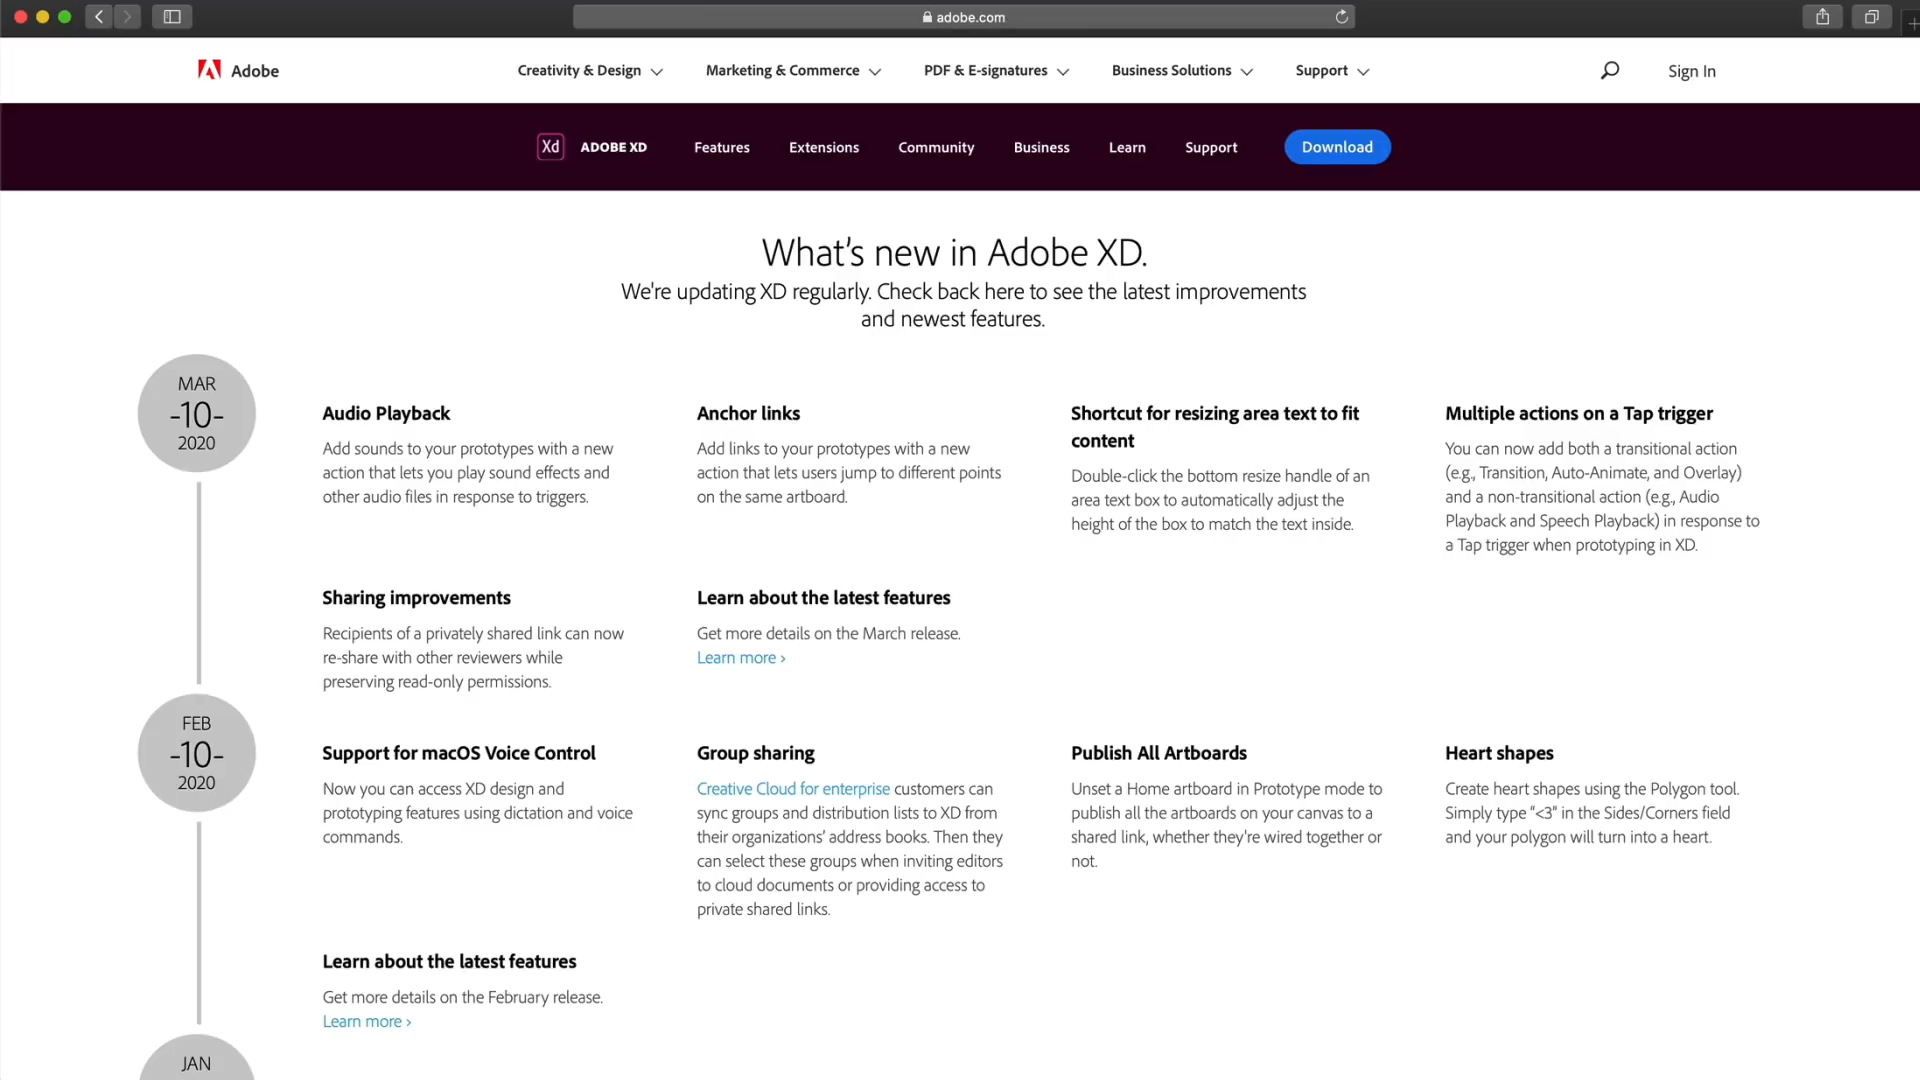 adobe.com
Adobe
Creativity & Design
Marketing & Commerce
PDF & E-signatures
Business Solutions
Support
Sign In
Xd
ADOBE XD
Features
Extensions
Community
Business
Learn
Support
Download
What's new in Adobe XD.
We're updating XD regularly. Check back here to see the latest improvements
and newest features.
MAR
-10-
2020
Audio Playback
Add sounds to your prototypes with a new
action that lets you play sound effects and
other audio files in response to triggers.
Anchor links
Add links to your prototypes with a new
action that lets users jump to different points
on the same artboard.
Shortcut for resizing area text to fit
content
Double-click the bottom resize handle of an
area text box to automatically adjust the
height of the box to match the text inside.
Multiple actions on a Tap trigger
You can now add both a transitional action
(e.g., Transition, Auto-Animate, and Overlay)
and a non-transitional action (e.g., Audio
Playback and Speech Playback) in response to
a Tap trigger when prototyping in XD.
Sharing improvements
Recipients of a privately shared link can now
re-share with other reviewers while
preserving read-only permissions.
Learn about the latest features
Get more details on the March release.
Learn more ›
FEB
-10-
2020
Support for macOS Voice Control
Now you can access XD design and
prototyping features using dictation and voice
commands.
Group sharing
Creative Cloud for enterprise customers can
sync groups and distribution lists to XD from
their organizations' address books. Then they
can select these groups when inviting editors
to cloud documents or providing access to
private shared links.
Publish All Artboards
Unset a Home artboard in Prototype mode to
publish all the artboards on your canvas to a
shared link, whether they're wired together or
not.
Heart shapes
Create heart shapes using the Polygon tool.
Simply type "<3" in the Sides/Corners field
and your polygon will turn into a heart.
Learn about the latest features
Get more details on the February release.
Learn more ›
JAN